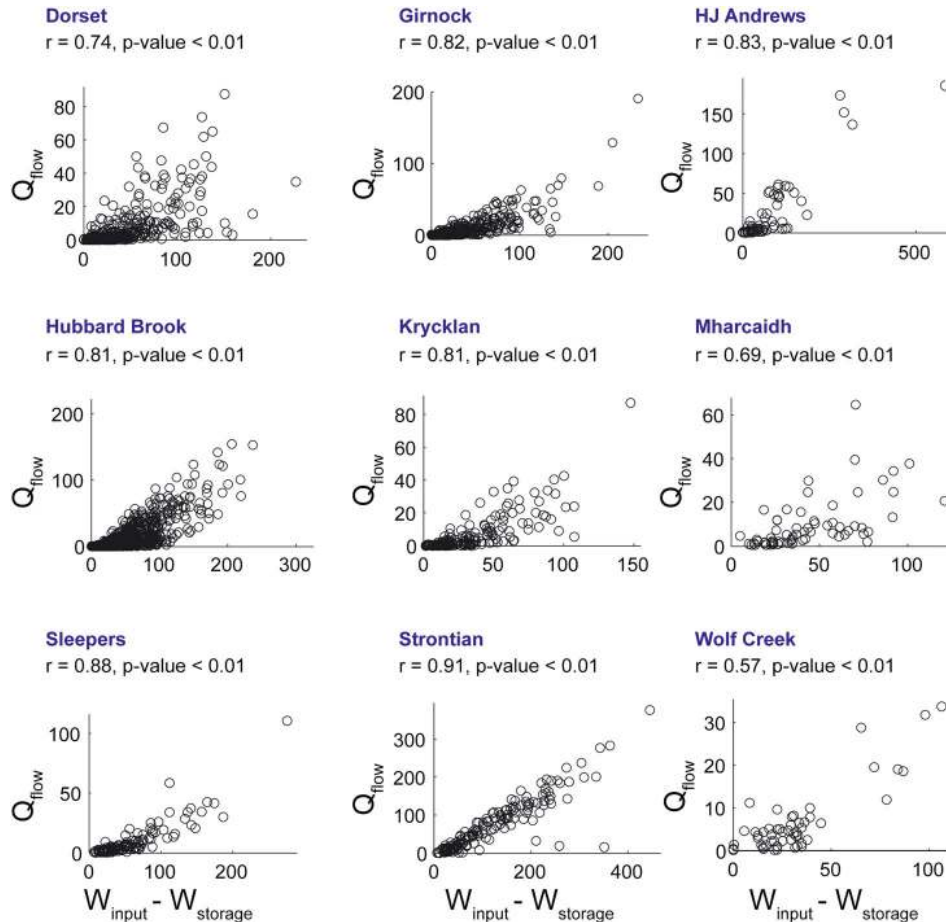 Dorset
r = 0.74, p-value < 0.01
80
60
40
20
0
0
100
200
Q_flow
Girnock
r = 0.82, p-value < 0.01
200
100
0
0
100
200
Q_flow
HJ Andrews
r = 0.83, p-value < 0.01
150
100
50
0
0
500
Q_flow
Hubbard Brook
r = 0.81, p-value < 0.01
200
100
0
0
100
200
300
Q_flow
Krycklan
r = 0.81, p-value < 0.01
80
60
40
20
0
0
50
100
150
Q_flow
Mharcaidh
r = 0.69, p-value < 0.01
60
40
20
0
0
50
100
Q_flow
Sleepers
r = 0.88, p-value < 0.01
100
50
0
0
200
Q_flow
W_input - W_storage
Strontian
r = 0.91, p-value < 0.01
300
200
100
0
0
200
400
Q_flow
W_input - W_storage
Wolf Creek
r = 0.57, p-value < 0.01
30
20
10
0
0
50
100
Q_flow
W_input - W_storage